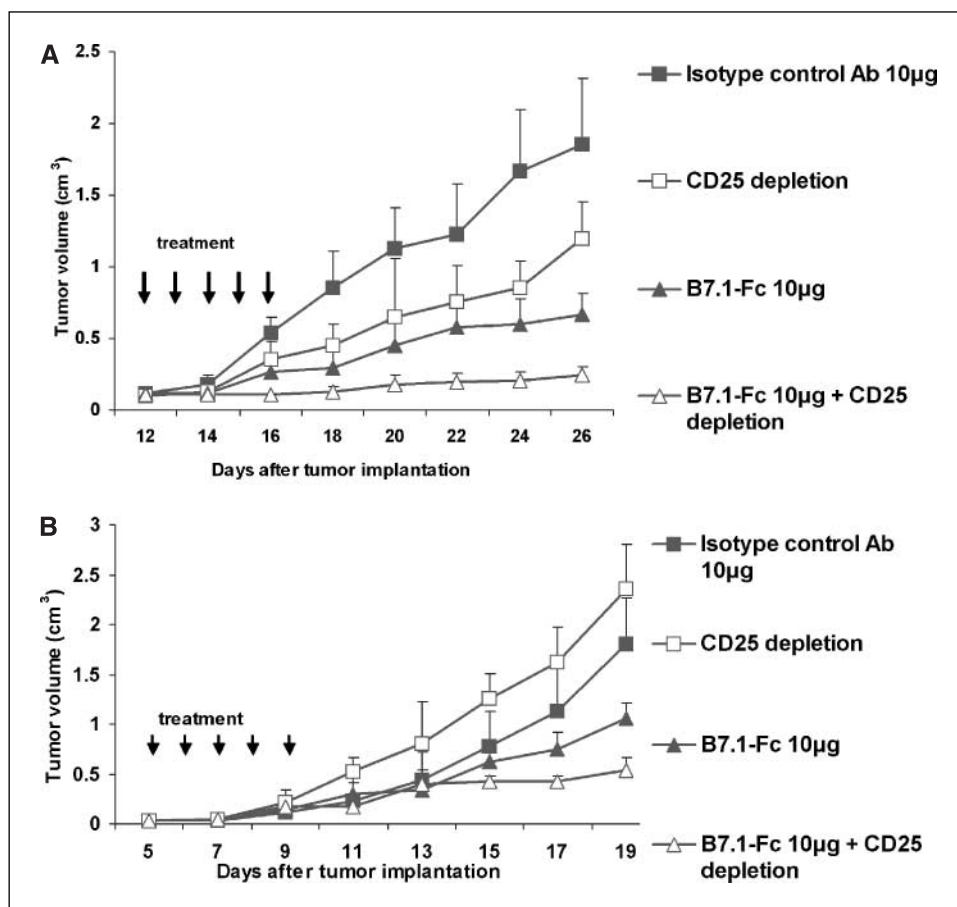 A
2.5
2
1.5
1
0.5
0
Tumor volume (cm 3)
treatment
12 14 16 18 20 22 24 26
Days after tumor implantation
Isotype control Ab 10µg
CD25 depletion
B7.1-Fc 10µg
B7.1-Fc 10µg + CD25
depletion
B
3
2.5
2
1.5
1
0.5
0
Tumor volume (cm 3)
treatment
5 7 9 11 13 15 17 19
Days after tumor implantation
Isotype control Ab
10µg
CD25 depletion
B7.1-Fc 10µg
B7.1-Fc 10µg + CD25
depletion